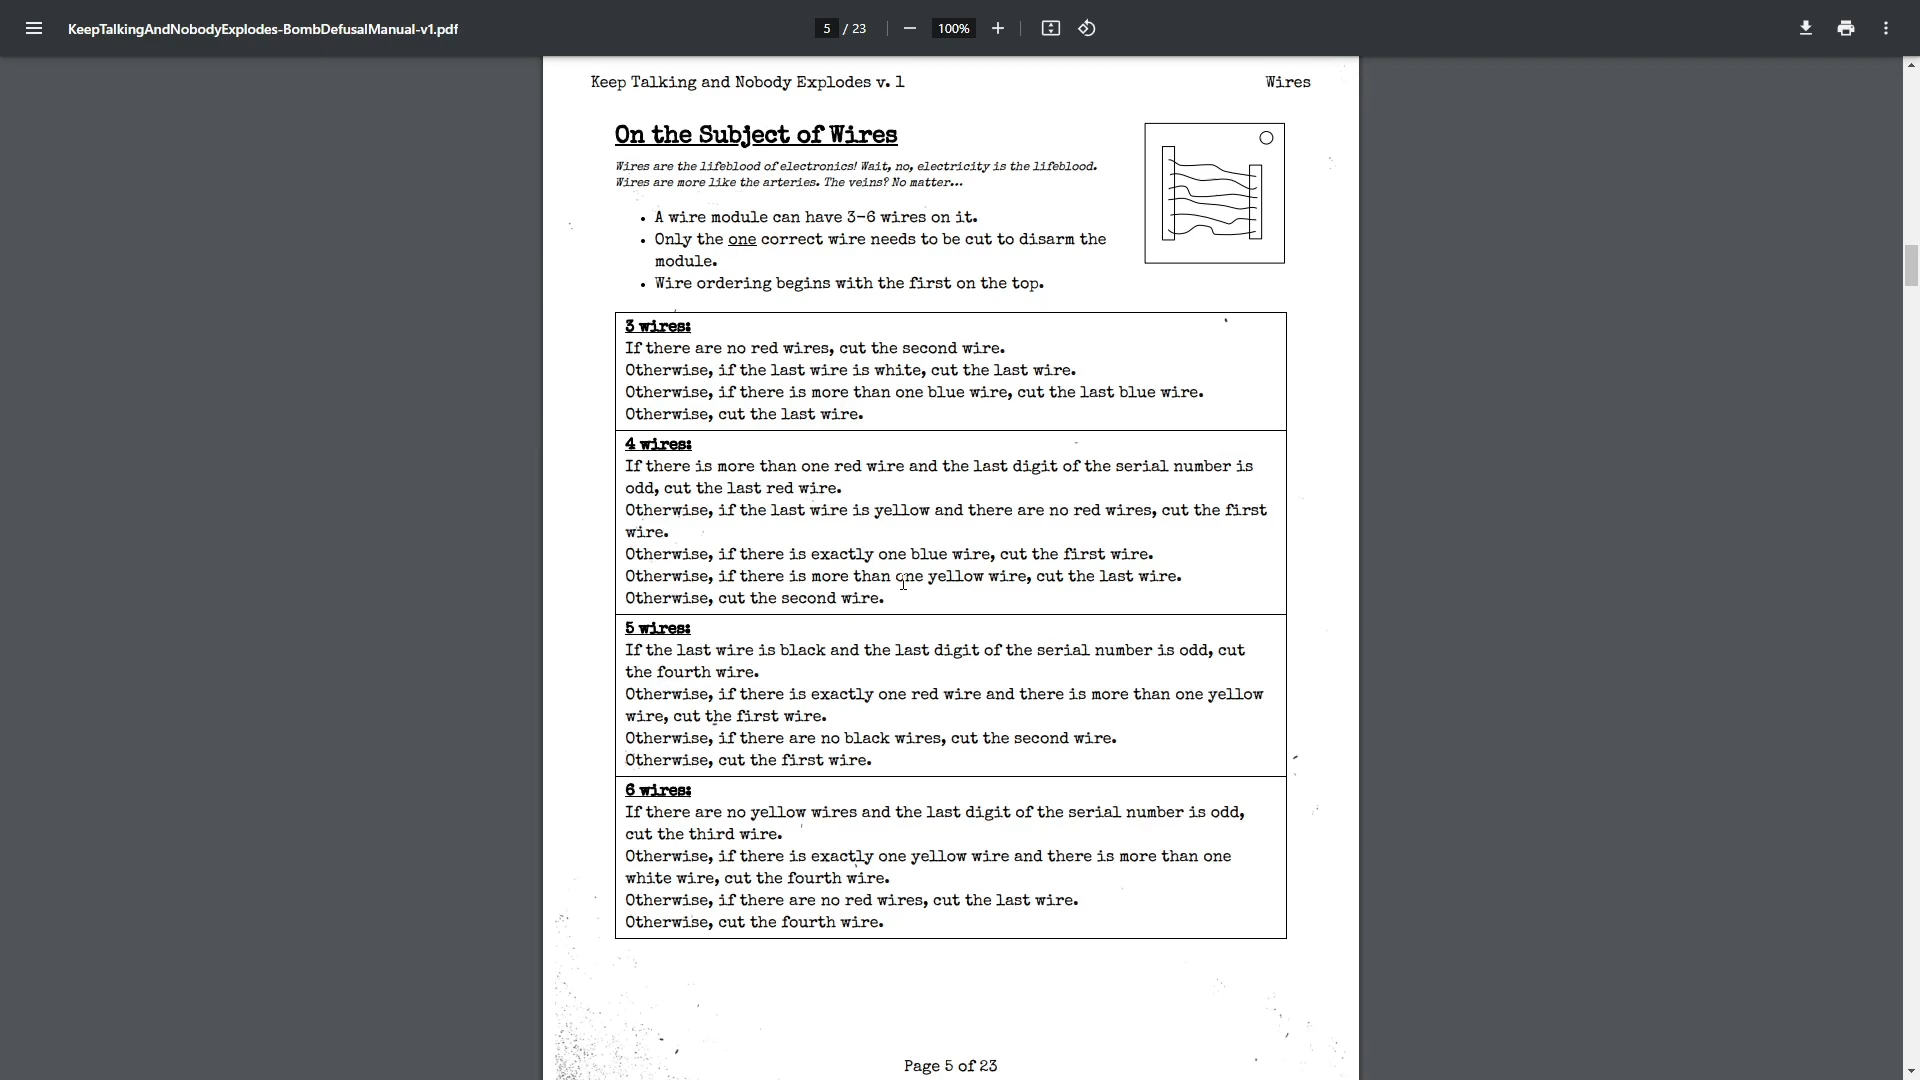 KeepTalkingAndNobodyExplodes-BombDefusalManual-v1.pdf
5 / 23
100%
Keep Talking and Nobody Explodes v. 1
Wires
On the Subject of Wires
Wires are the lifeblood of electronics! Wait, no, electricity is the lifeblood.
Wires are more like the arteries. The veins? No matter...
• A wire module can have 3-6 wires on it.
• Only the one correct wire needs to be cut to disarm the
module.
• Wire ordering begins with the first on the top.
3 wires:
If there are no red wires, cut the second wire.
Otherwise, if the last wire is white, cut the last wire.
Otherwise, if there is more than one blue wire, cut the last blue wire.
Otherwise, cut the last wire.
4 wires:
If there is more than one red wire and the last digit of the serial number is
odd, cut the last red wire.
Otherwise, if the last wire is yellow and there are no red wires, cut the first
wire.
Otherwise, if there is exactly one blue wire, cut the first wire.
Otherwise, if there is more than one yellow wire, cut the last wire.
Otherwise, cut the second wire.
5 wires:
If the last wire is black and the last digit of the serial number is odd, cut
the fourth wire.
Otherwise, if there is exactly one red wire and there is more than one yellow
wire, cut the first wire.
Otherwise, if there are no black wires, cut the second wire.
Otherwise, cut the first wire.
6 wires:
If there are no yellow wires and the last digit of the serial number is odd,
cut the third wire.
Otherwise, if there is exactly one yellow wire and there is more than one
white wire, cut the fourth wire.
Otherwise, if there are no red wires, cut the last wire.
Otherwise, cut the fourth wire.
Page 5 of 23